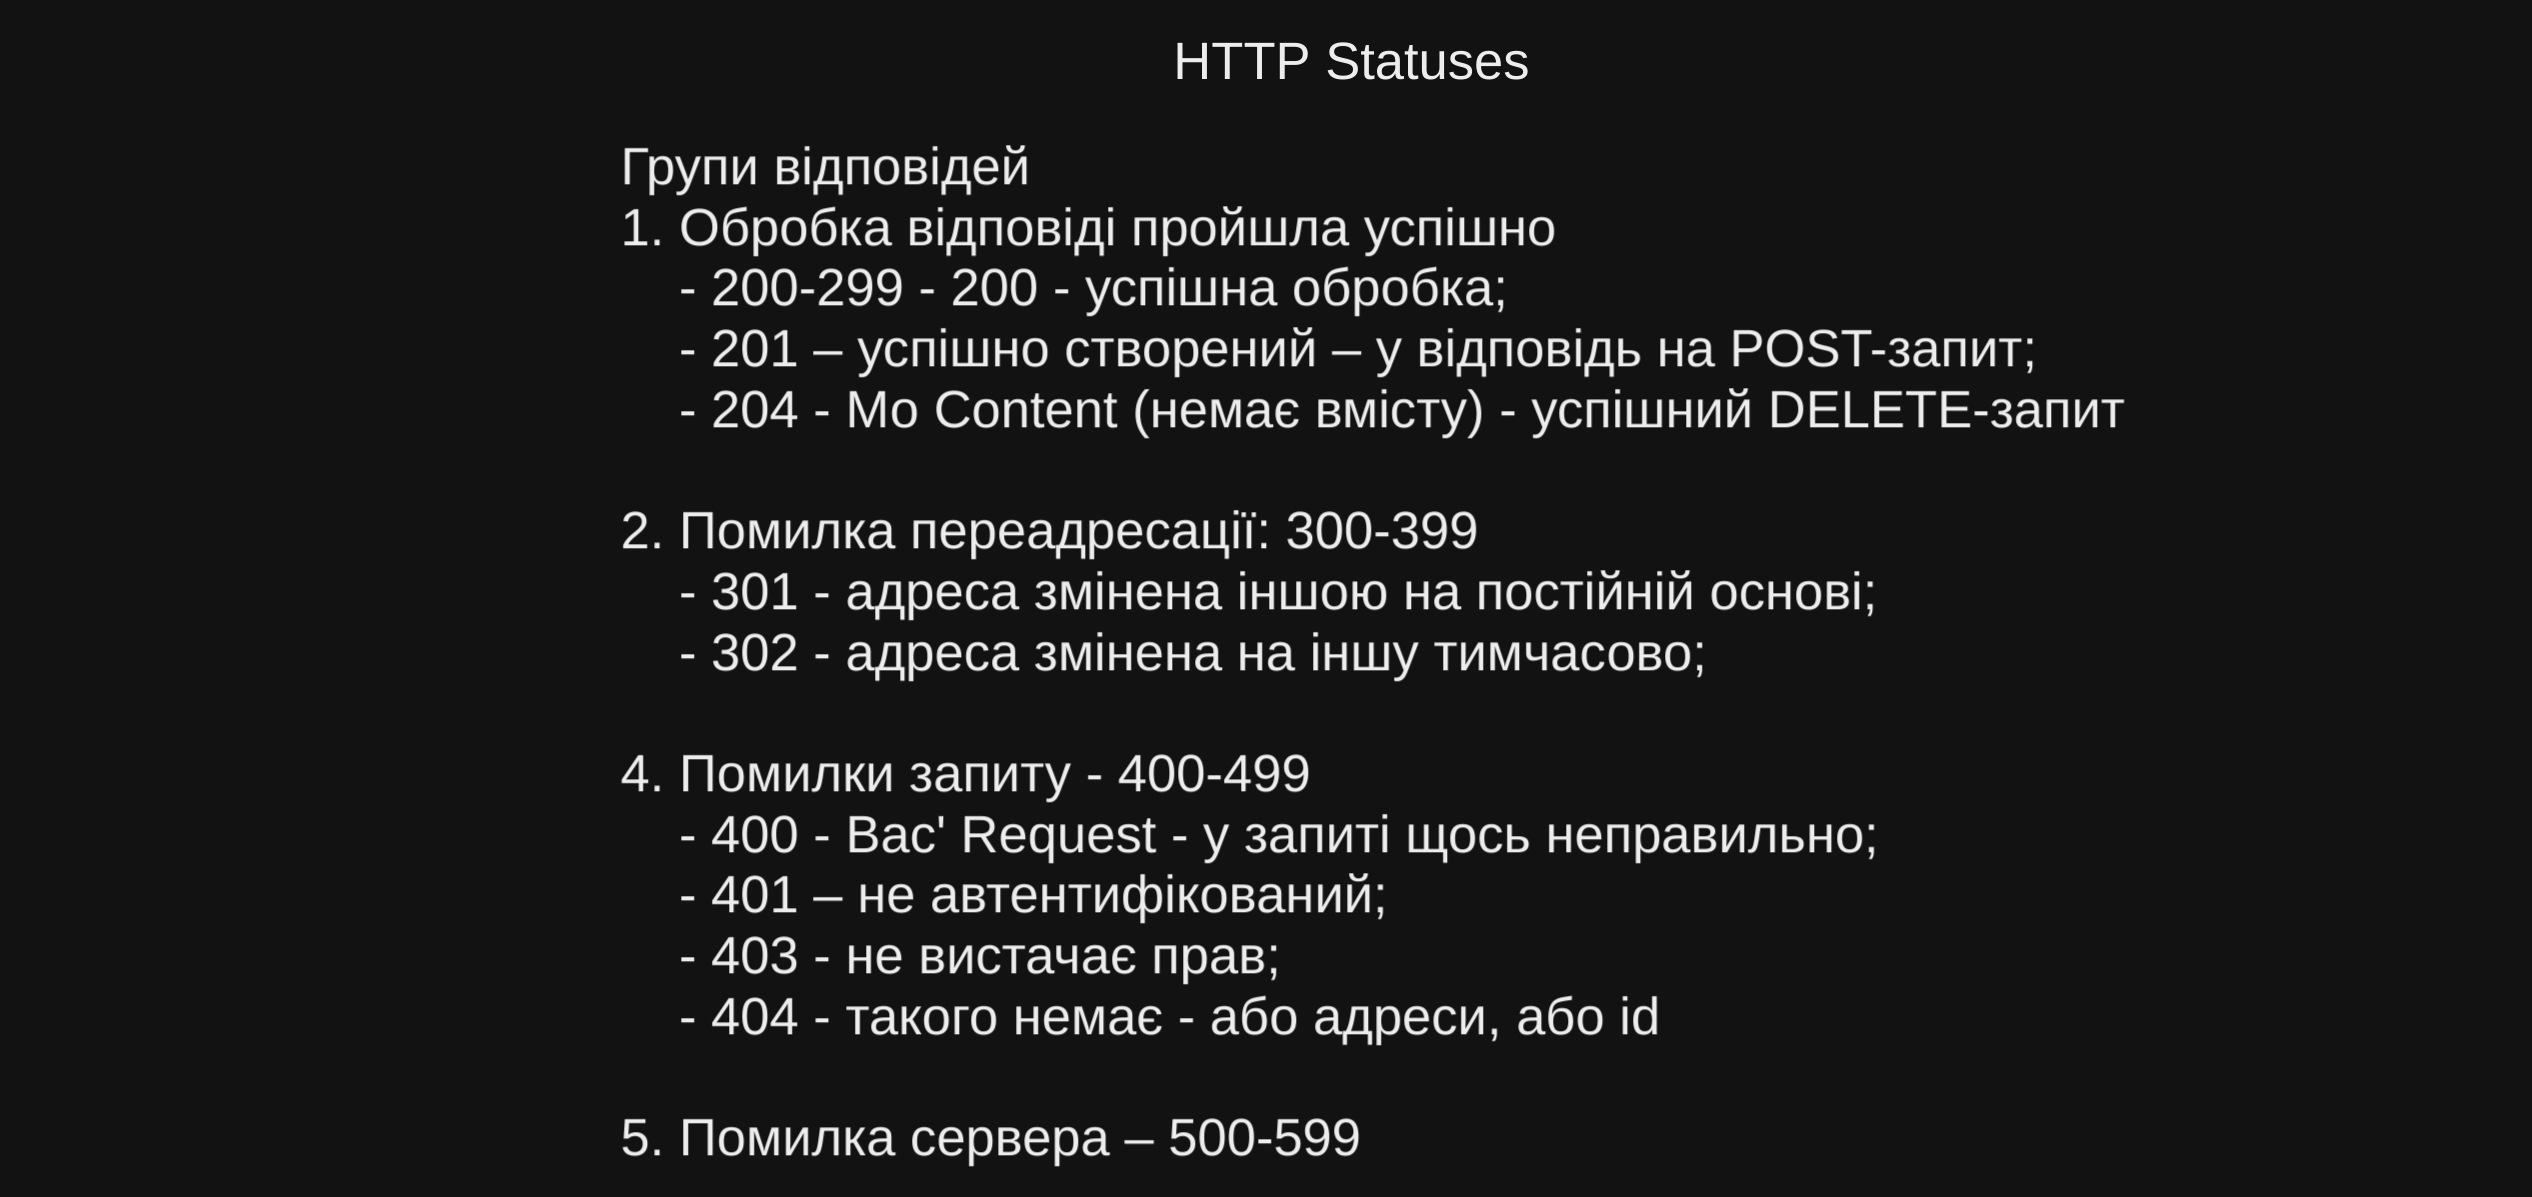 HTTP Statuses
Групи відповідей
1. Обробка відповіді пройшла успішно
- 200-299 - 200 - успішна обробка;
- 201 – успішно створений – у відповідь на POST-запит;
- 204 - Mo Content (немає вмісту) - успішний DELETE-запит
2. Помилка переадресації: 300-399
- 301 - адреса змінена іншою на постійній основі;
- 302 - адреса змінена на іншу тимчасово;
4. Помилки запиту - 400-499
- 400 - Bac' Request - у запиті щось неправильно;
- 401 – не автентифікований;
- 403 - не вистачає прав;
- 404 - такого немає - або адреси, або id
5. Помилка сервера – 500-599